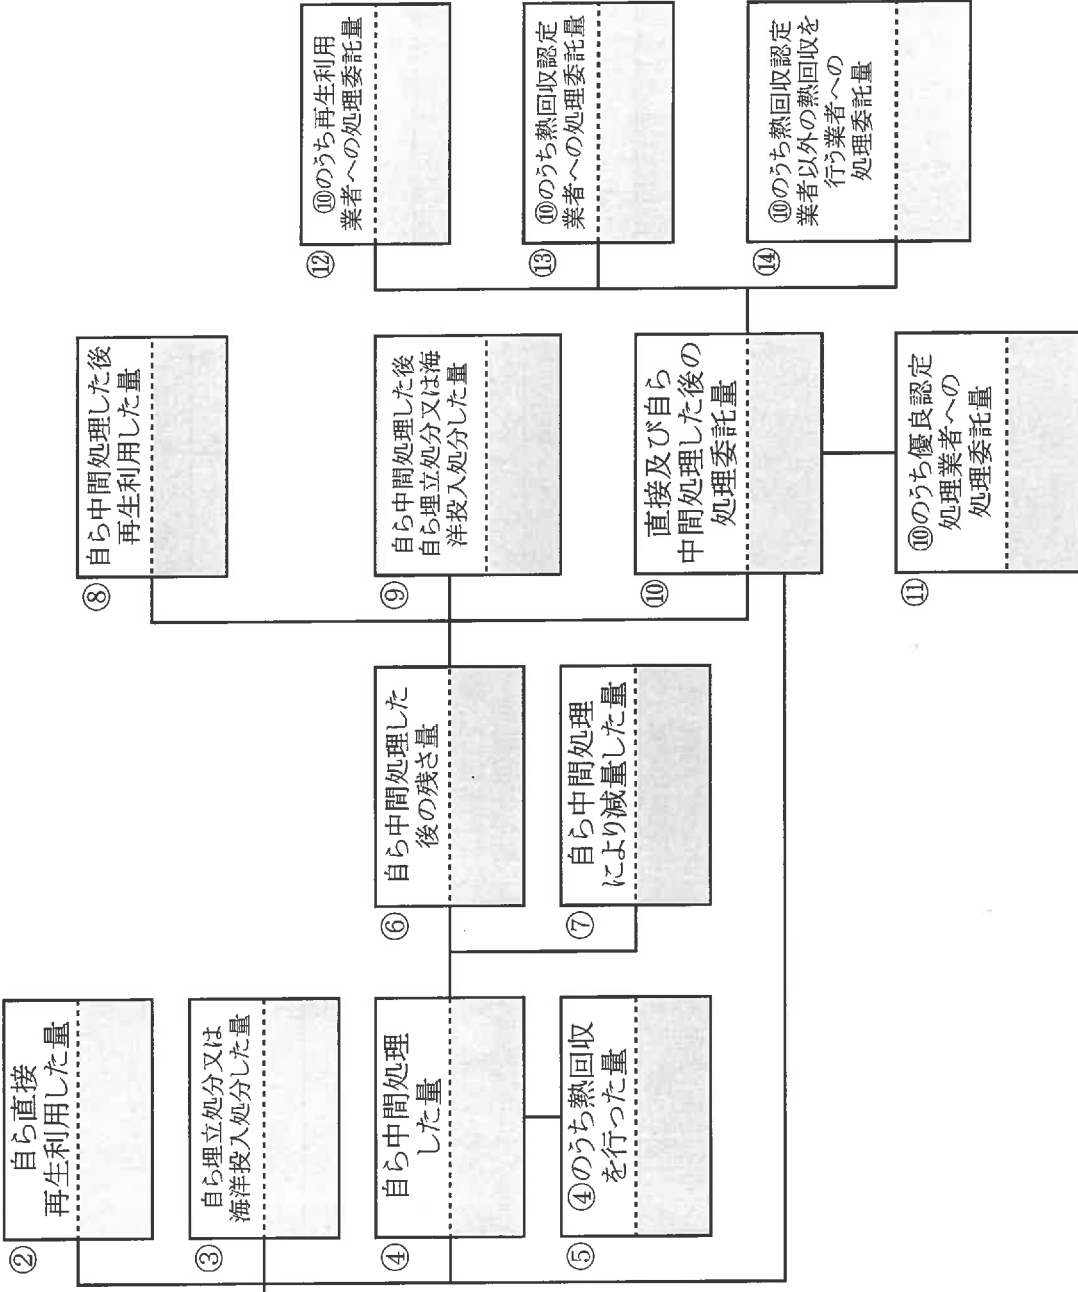 ②
自ら直接
再生利用した量
③
自ら埋立処分又は
海洋投入処分した量
④
自ら中間処理
した量
⑤
④のうち熱回収
を行った量
⑥
自ら中間処理した
後の残さ量
⑦
自ら中間処理
により減量した量
⑧
自ら中間処理した後
再生利用した量
⑨
自ら中間処理した後
自ら埋立処分又は海
洋投入処分した量
⑩
直接及び自ら
中間処理した後の
処理委託量
⑪
⑩のうち優良認定
処理業者への
処理委託量
⑫
⑩のうち再生利用
業者への処理委託量
⑬
⑩のうち熱回収認定
業者への処理委託量
⑭
⑩のうち熱回収認定
業者以外の熱回収を
行う業者への
処理委託量